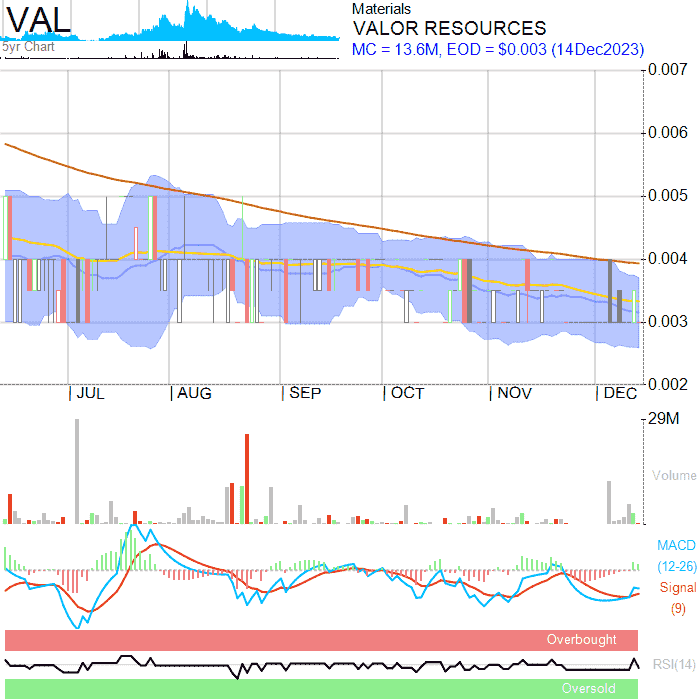 VAL
5yr Chart
Materials
VALOR RESOURCES
MC = 13.6M, EOD = $0.003 (14Dec2023)
0.007
0.006
0.005
0.004
0.003
0.002
JUL AUG SEP OCT NOV DEC
29M
Volume
MACD
(12-26)
Signal
(9)
Overbought
RSI(14)
Oversold